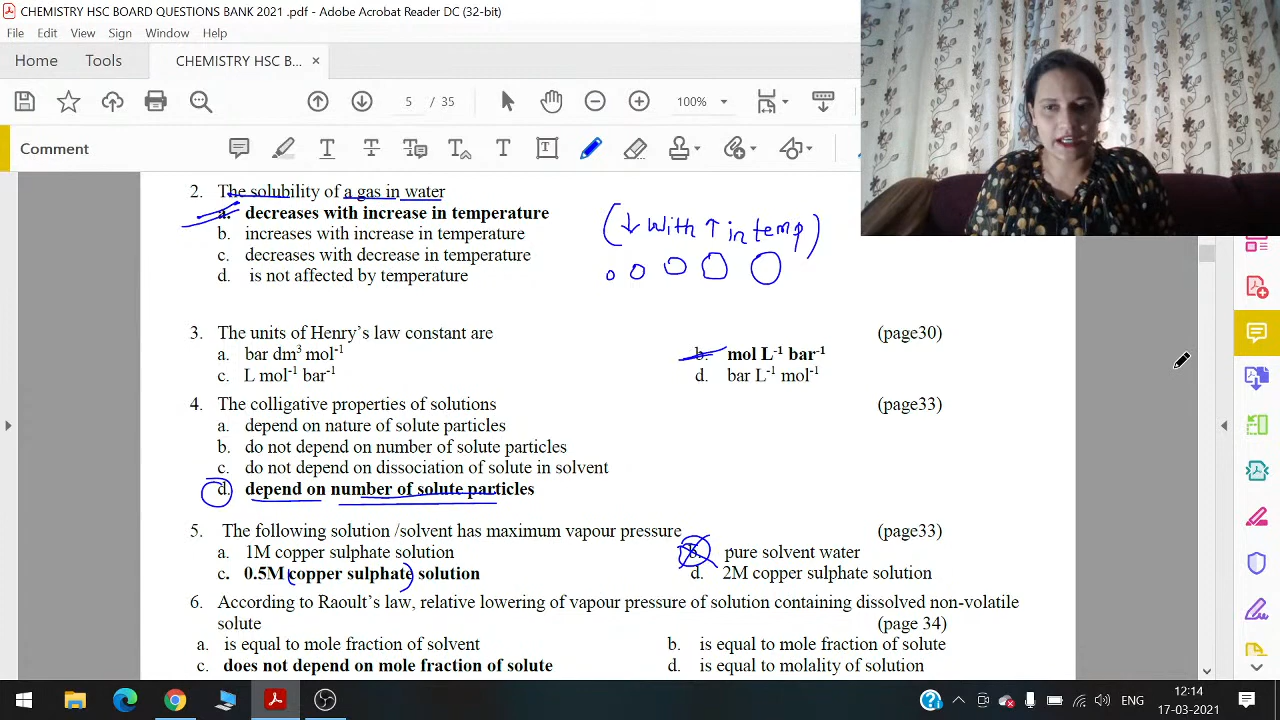 CHEMISTRY HSC BOARD QUESTIONS BANK 2021 .pdf - Adobe Acrobat Reader DC (32-bit)
File Edit View Sign Window Help
Home Tools CHEMISTRY HSC B... ×
5 / 35 100%
Comment
2. The solubility of a gas in water
a. decreases with increase in temperature
b. increases with increase in temperature
c. decreases with decrease in temperature
d. is not affected by temperature
(↓ With ↑ in temp)
3. The units of Henry's law constant are (page30)
a. bar dm³ mol⁻¹ b. mol L⁻¹ bar⁻¹
c. L mol⁻¹ bar⁻¹ d. bar L⁻¹ mol⁻¹
4. The colligative properties of solutions (page33)
a. depend on nature of solute particles
b. do not depend on number of solute particles
c. do not depend on dissociation of solute in solvent
d. depend on number of solute particles
5. The following solution /solvent has maximum vapour pressure (page33)
a. 1M copper sulphate solution b. pure solvent water
c. 0.5M (copper sulphate) solution d. 2M copper sulphate solution
6. According to Raoult's law, relative lowering of vapour pressure of solution containing dissolved non-volatile
solute (page 34)
a. is equal to mole fraction of solvent b. is equal to mole fraction of solute
c. does not depend on mole fraction of solute d. is equal to molality of solution
ENG 12:14
17-03-2021